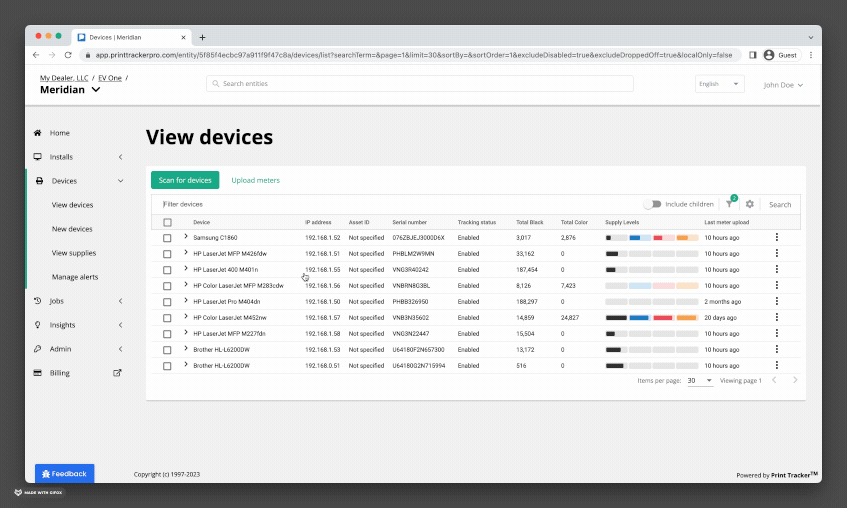 Devices | Meridian
app.printtrackerpro.com/entity/5f85f4ecbc97a911f9f47c8a/devices/list?searchTerm=&page=1&limit=30&sortBy=&sortOrder=1&excludeDisabled=true&excludeDroppedOff=true&localOnly=false
Guest
My Dealer, LLC / EV One /
Meridian
Search entities
English
John Doe
Home
Installs
Devices
View devices
New devices
View supplies
Manage alerts
Jobs
Insights
Admin
Billing
View devices
Scan for devices Upload meters
Filter devices Include children 2 Search
Device IP address Asset ID Serial number Tracking status Total Black Total Color Supply Levels Last meter upload
Samsung C1860 192.168.1.52 Not specified 076ZBJEJ3000D6X Enabled 3,017 2,876 10 hours ago
HP LaserJet MFP M426fdw 192.168.1.51 Not specified PHBLM2W9MN Enabled 33,162 0 10 hours ago
HP LaserJet 400 M401n 192.168.1.55 Not specified VNG3R40242 Enabled 187,454 0 10 hours ago
HP Color LaserJet MFP M283cdw 192.168.1.56 Not specified VNBRN8G3BL Enabled 8,126 7,423 10 hours ago
HP LaserJet Pro M404dn 192.168.1.50 Not specified PHBB326950 Enabled 188,297 0 2 months ago
HP Color LaserJet M452nw 192.168.1.57 Not specified VNB3N35602 Enabled 14,859 24,827 20 days ago
HP LaserJet MFP M227fdn 192.168.1.58 Not specified VNG3N22447 Enabled 15,504 0 10 hours ago
Brother HL-L6200DW 192.168.1.53 Not specified U64180F2N657300 Enabled 13,172 0 10 hours ago
Brother HL-L6200DW 192.168.0.51 Not specified U64180G2N715994 Enabled 516 0 10 hours ago
Items per page: 30 Viewing page 1
Feedback
Copyright (c) 1997-2023
Powered by Print Tracker™
MADE WITH GIFOX